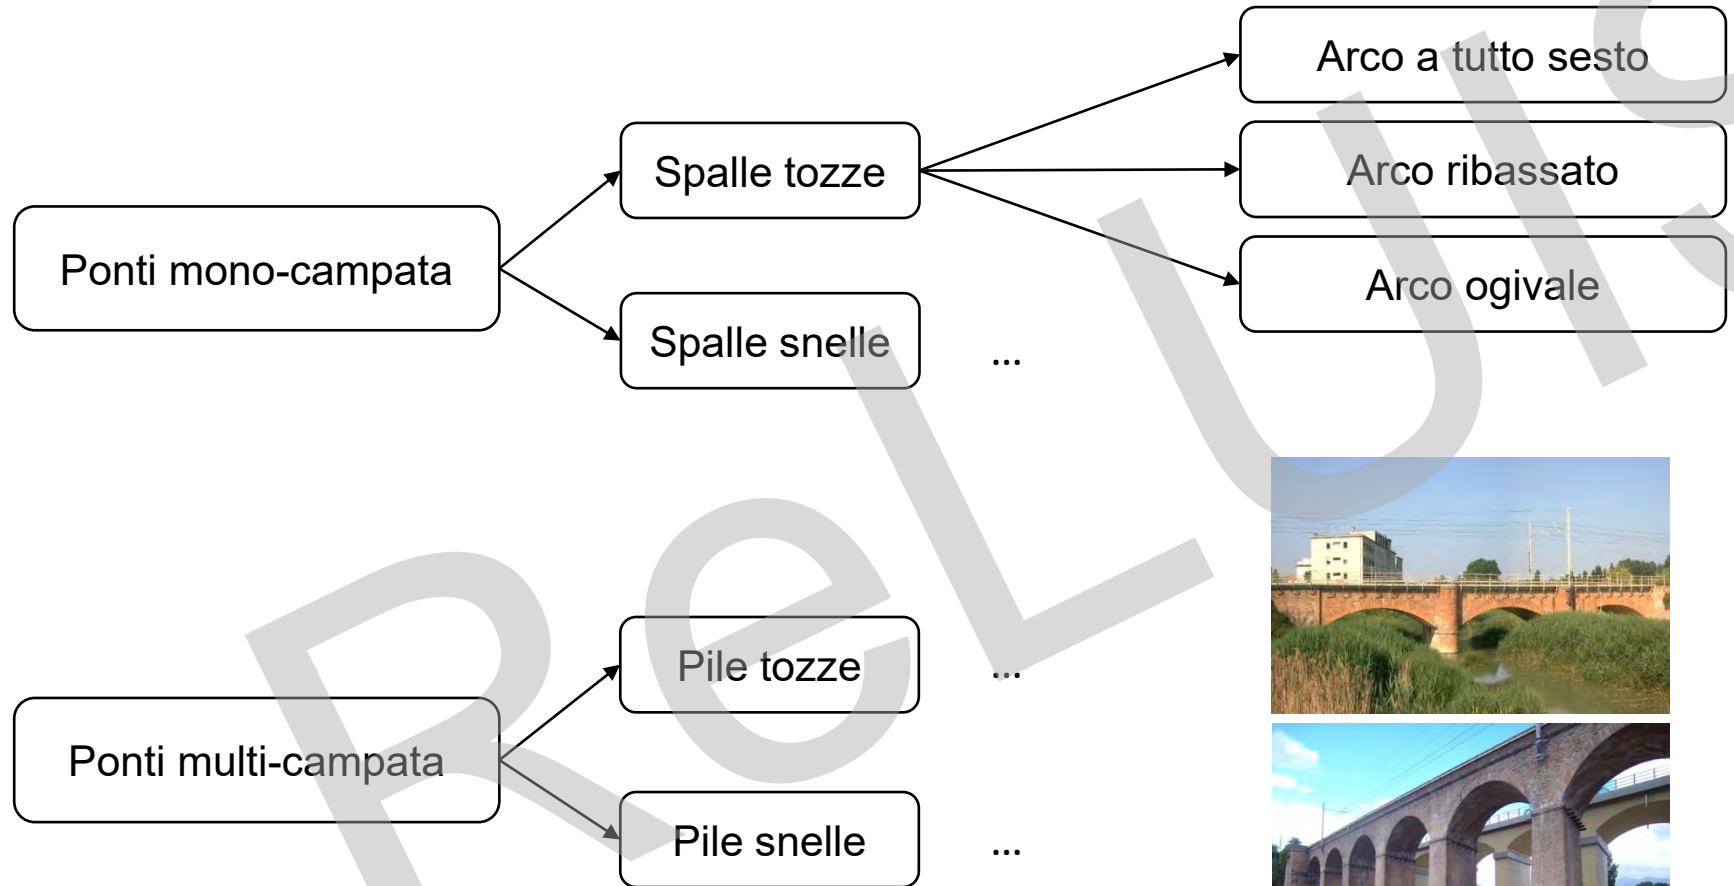 Arco a tutto sesto
Spalle tozze
Arco ribassato
Ponti mono-campata
Arco ogivale
Spalle snelle
...
Pile tozze
...
Ponti multi-campata
Pile snelle
...
ReLUIS